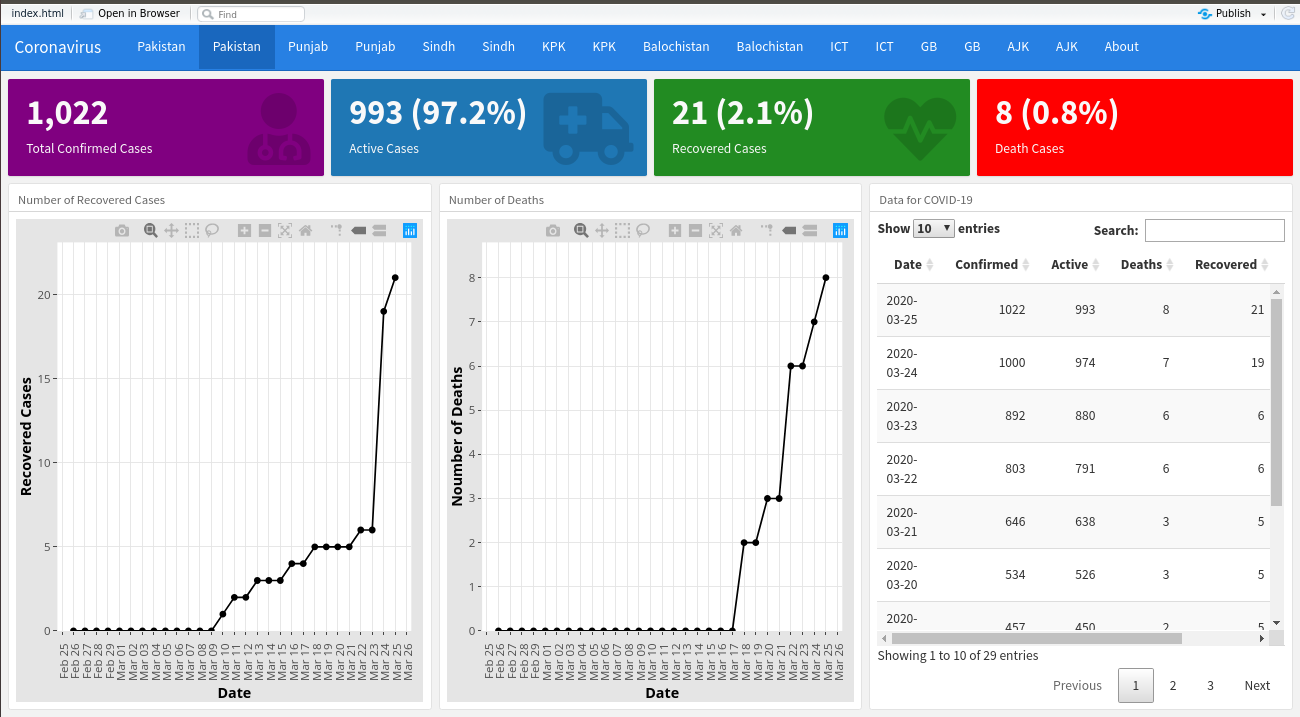 index.html Open in Browser Find Publish
Coronavirus Pakistan Pakistan Punjab Punjab Sindh Sindh KPK KPK Balochistan Balochistan ICT ICT GB GB AJK AJK About
1,022
Total Confirmed Cases
993 (97.2%)
Active Cases
21 (2.1%)
Recovered Cases
8 (0.8%)
Death Cases
Number of Recovered Cases
Recovered Cases
20
15
10
5
0
Feb 25
Feb 26
Feb 27
Feb 28
Feb 29
Mar 01
Mar 02
Mar 03
Mar 04
Mar 05
Mar 06
Mar 07
Mar 08
Mar 09
Mar 10
Mar 11
Mar 12
Mar 13
Mar 14
Mar 15
Mar 16
Mar 17
Mar 18
Mar 19
Mar 20
Mar 21
Mar 22
Mar 23
Mar 24
Mar 25
Mar 26
Date
Number of Deaths
Noumber of Deaths
8
7
6
5
4
3
2
1
0
Feb 25
Feb 26
Feb 27
Feb 28
Feb 29
Mar 01
Mar 02
Mar 03
Mar 04
Mar 05
Mar 06
Mar 07
Mar 08
Mar 09
Mar 10
Mar 11
Mar 12
Mar 13
Mar 14
Mar 15
Mar 16
Mar 17
Mar 18
Mar 19
Mar 20
Mar 21
Mar 22
Mar 23
Mar 24
Mar 25
Mar 26
Date
Data for COVID-19
Show 10 entries Search:
Date Confirmed Active Deaths Recovered
2020-
03-25 1022 993 8 21
2020-
03-24 1000 974 7 19
2020-
03-23 892 880 6 6
2020-
03-22 803 791 6 6
2020-
03-21 646 638 3 5
2020-
03-20 534 526 3 5
2020- 457 450 2 5
Showing 1 to 10 of 29 entries
Previous 1 2 3 Next